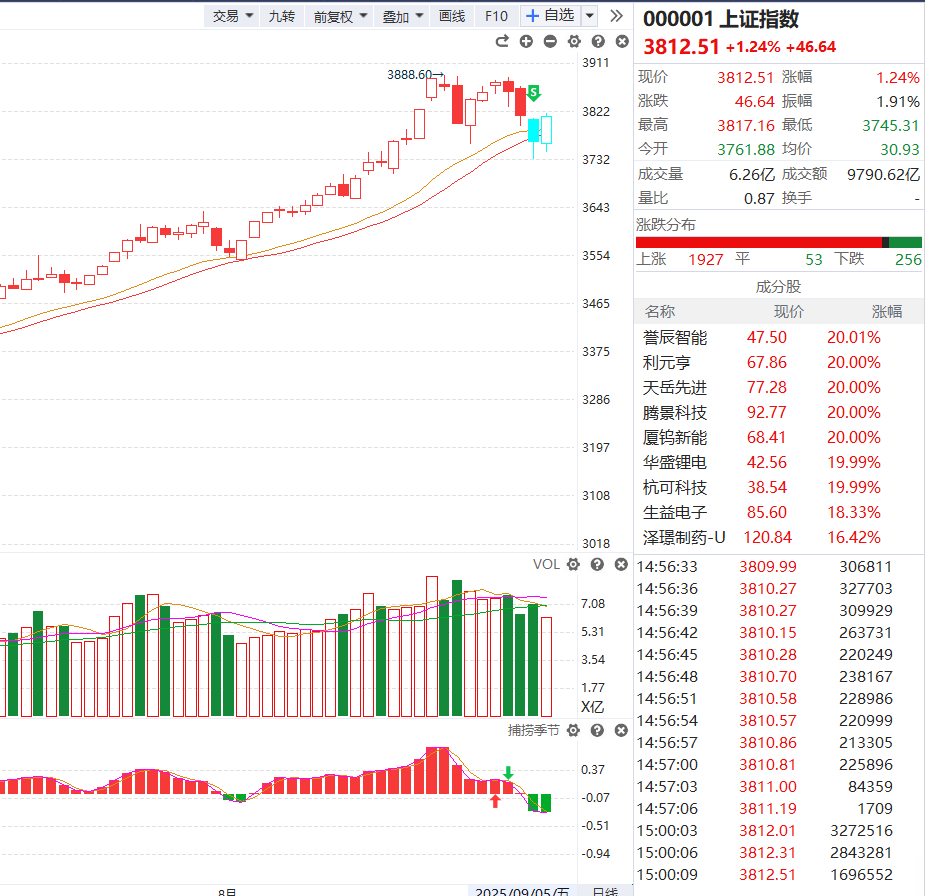 交易 九转 前复权 叠加 画线 F10 + 自选
000001 上证指数
3812.51 +1.24% +46.64
现价 3812.51 涨幅 1.24%
涨跌 46.64 振幅 1.91%
最高 3817.16 最低 3745.31
今开 3761.88 均价 30.93
成交量 6.26亿 成交额 9790.62亿
量比 0.87 换手 -
涨跌分布
上涨 1927 平 53 下跌 256
成分股
名称 现价 涨幅
誉辰智能 47.50 20.01%
利元亨 67.86 20.00%
天岳先进 77.28 20.00%
腾景科技 92.77 20.00%
厦钨新能 68.41 20.00%
华盛锂电 42.56 19.99%
杭可科技 38.54 19.99%
生益电子 85.60 18.33%
泽璟制药-U 120.84 16.42%
14:56:33 3809.99 306811
14:56:36 3810.27 327703
14:56:39 3810.27 309929
14:56:42 3810.15 263731
14:56:45 3810.28 220249
14:56:48 3810.70 238167
14:56:51 3810.58 228986
14:56:54 3810.57 220999
14:56:57 3810.86 213305
14:57:00 3810.81 225896
14:57:03 3811.00 84359
14:57:06 3811.19 1709
15:00:03 3812.01 3272516
15:00:06 3812.31 2843281
15:00:09 3812.51 1696552
3911
3888.60→
S
3822
3732
3643
3554
3465
3375
3286
3197
3108
3018
VOL
7.08
5.31
3.54
1.77
X亿
捕捞季节
0.37
-0.07
-0.51
-0.94
8月 2025/09/05/五 日线